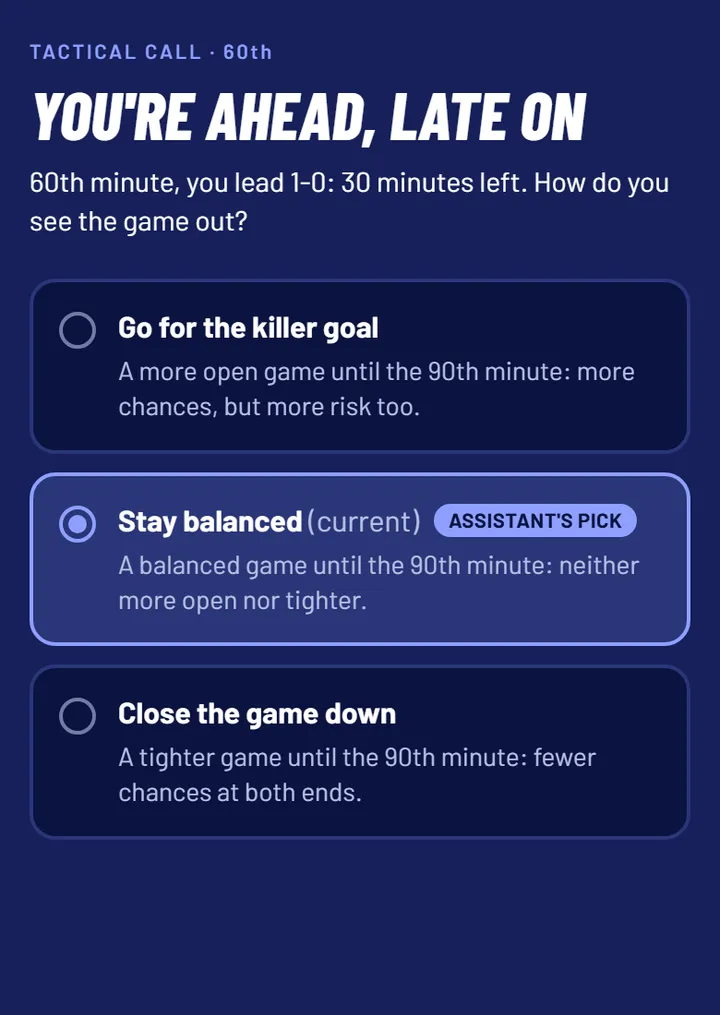 TACTICAL CALL · 60th
YOU'RE AHEAD, LATE ON
60th minute, you lead 1-0: 30 minutes left. How do you
see the game out?
Go for the killer goal
A more open game until the 90th minute: more
chances, but more risk too.
Stay balanced (current) ASSISTANT'S PICK
A balanced game until the 90th minute: neither
more open nor tighter.
Close the game down
A tighter game until the 90th minute: fewer
chances at both ends.